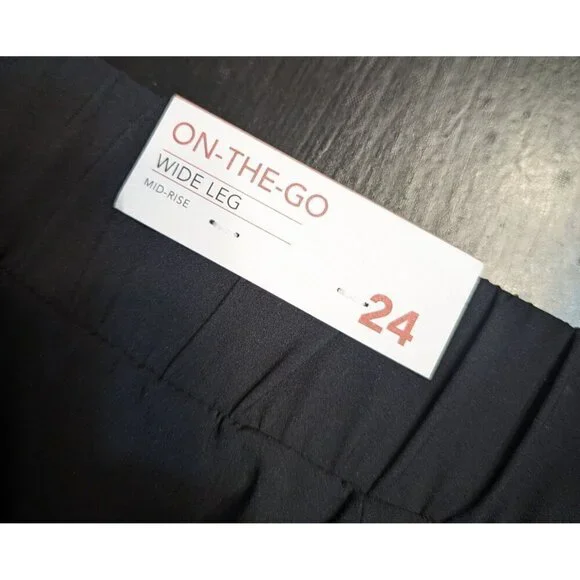 ON-THE-GO
WIDE LEG
MID-RISE
24